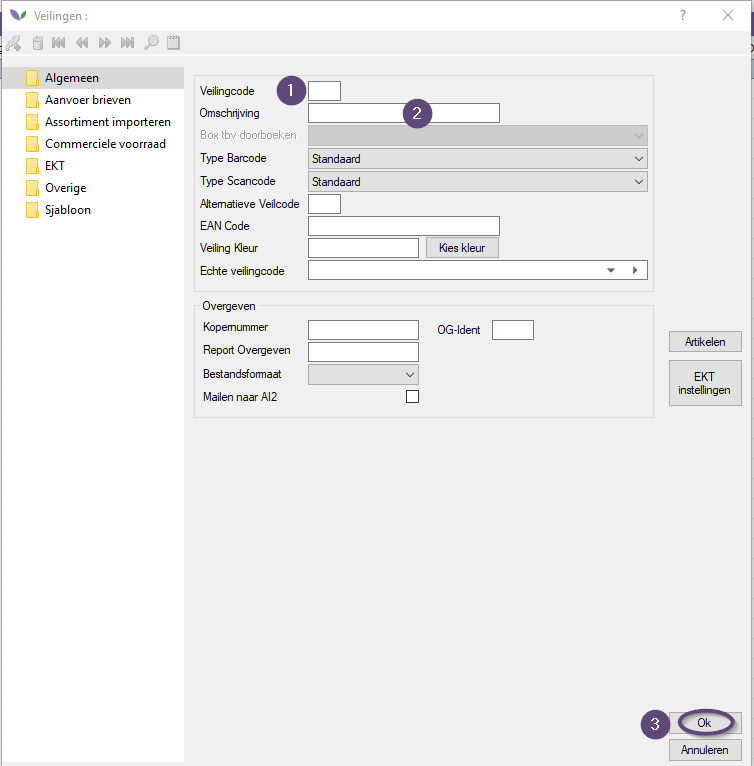 Veilingen :
?
Algemeen
Aanvoer brieven
Assortiment importeren
Commerciele voorraad
EKT
Overige
Sjabloon
Veilingcode 1
Omschrijving 2
Box tbv doorboeken
Type Barcode Standaard
Type Scancode Standaard
Alternatieve Veilcode
EAN Code
Veiling Kleur Kies kleur
Echte veilingcode
Overgeven
Kopernummer OG-Ident
Report Overgeven
Bestandsformaat
Mailen naar AI2
Artikelen
EKT
instellingen
3 Ok
Annuleren